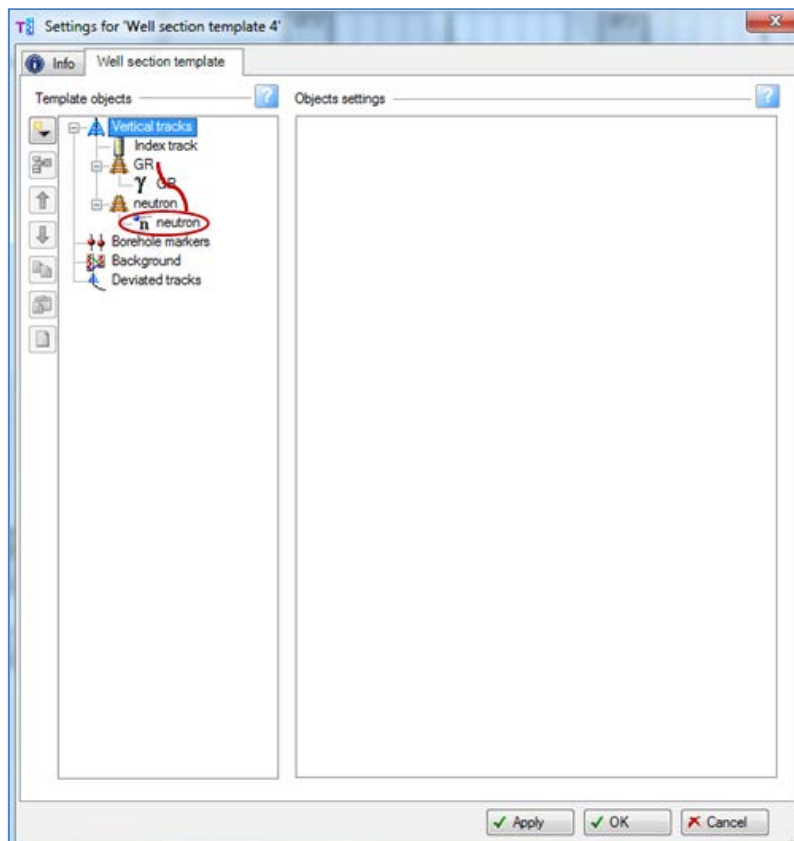 Settings for 'Well section template 4'
Info
Well section template
Template objects
Objects settings
Vertical tracks
Index track
GR
γ GR
neutron
n neutron
Borehole markers
Background
Deviated tracks
Apply
OK
Cancel